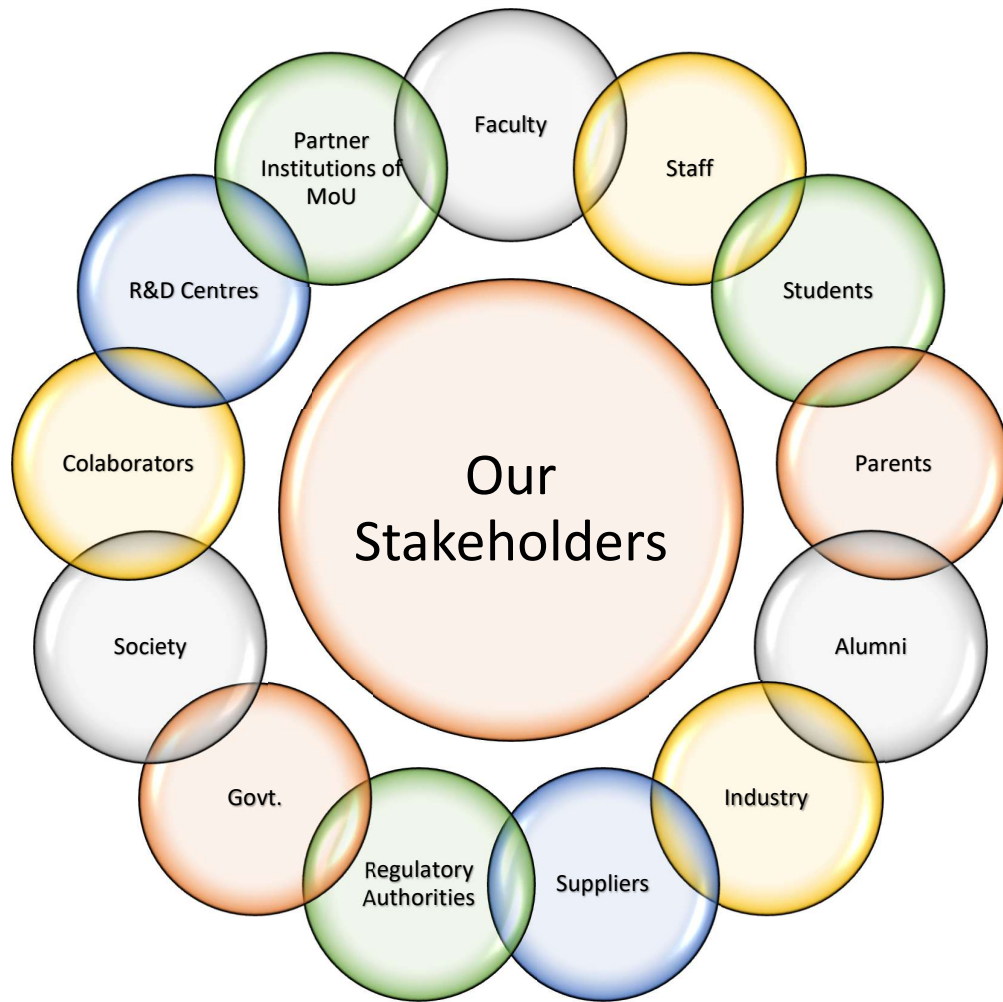 Our
Stakeholders
Faculty
Staff
Students
Parents
Alumni
Industry
Suppliers
Regulatory
Authorities
Govt.
Society
Colaborators
R&D Centres
Partner
Institutions of
MoU